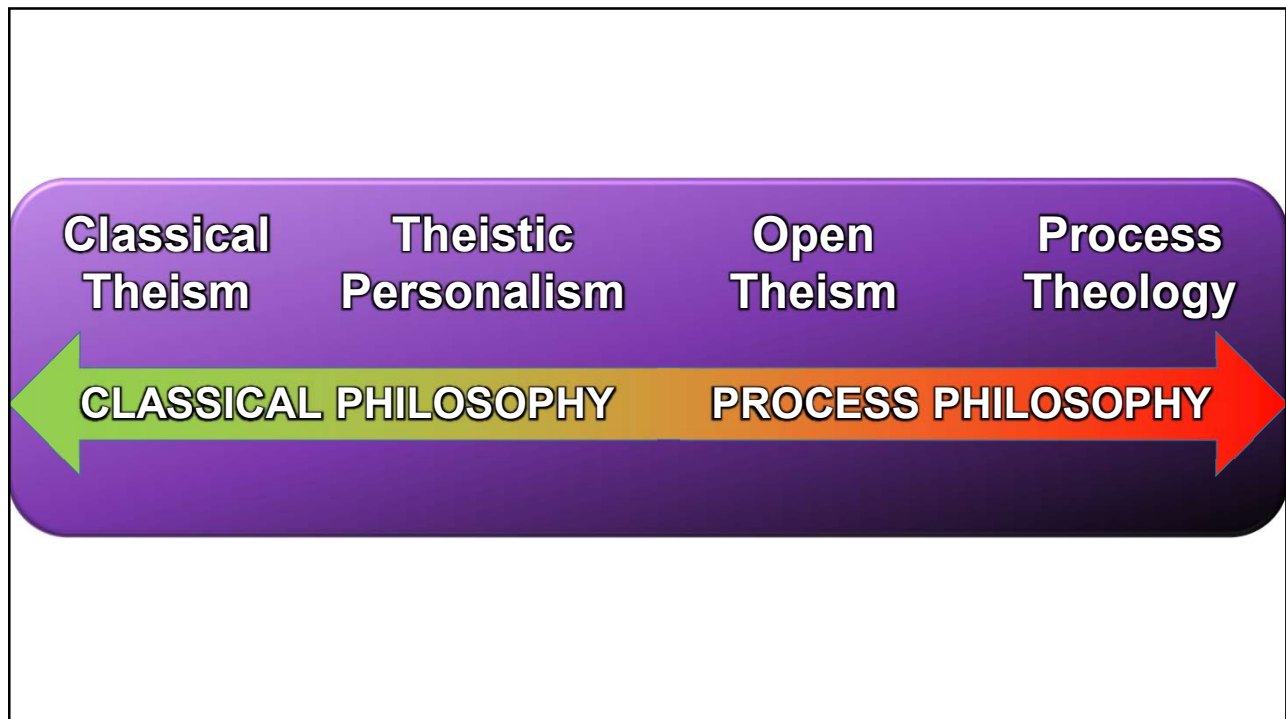 Classical
Theism
Theistic
Personalism
Open
Theism
Process
Theology
CLASSICAL PHILOSOPHY
PROCESS PHILOSOPHY